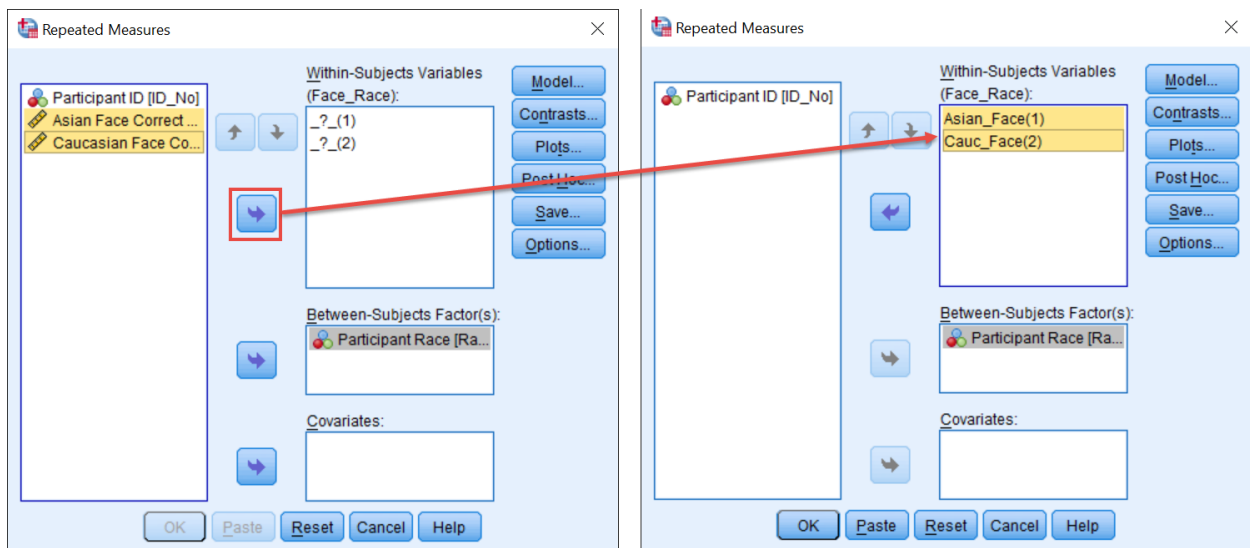 Repeated Measures
Participant ID [ID_No]
Asian Face Correct ...
Caucasian Face Co...
Within-Subjects Variables
(Face_Race):
_?_(1)
_?_(2)
Between-Subjects Factor(s):
Participant Race [Ra...
Covariates:
Model...
Contrasts...
Plots...
Post Hoc...
Save...
Options...
OK
Paste
Reset
Cancel
Help
Repeated Measures
Participant ID [ID_No]
Within-Subjects Variables
(Face_Race):
Asian_Face(1)
Cauc_Face(2)
Between-Subjects Factor(s):
Participant Race [Ra...
Covariates:
Model...
Contrasts...
Plots...
Post Hoc...
Save...
Options...
OK
Paste
Reset
Cancel
Help